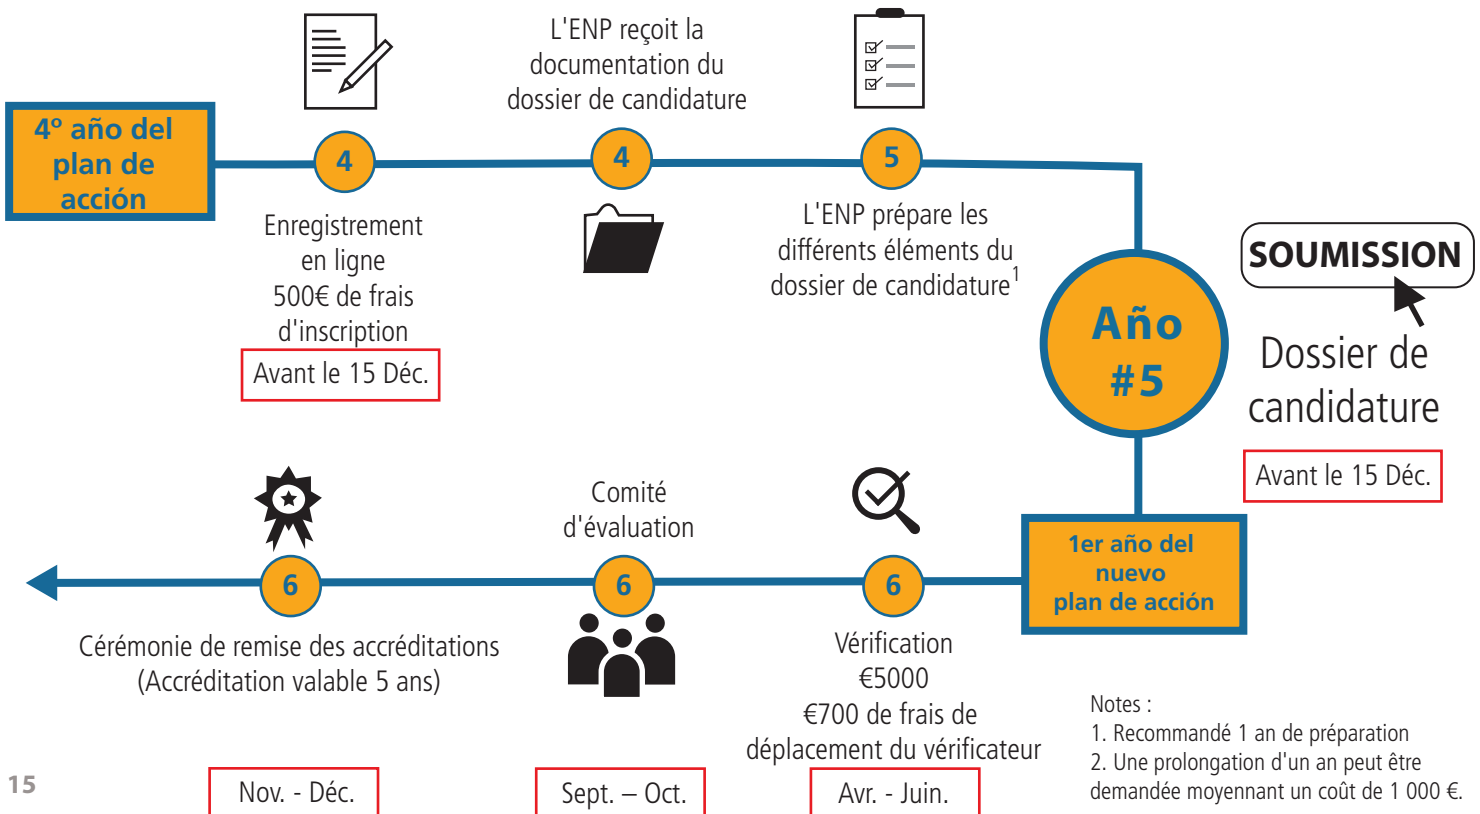 4º año del
plan de
acción
4
Enregistrement
en ligne
500€ de frais
d'inscription
Avant le 15 Déc.
L'ENP reçoit la
documentation du
dossier de candidature
4
5
L'ENP prépare les
différents éléments du
dossier de candidature1
Año
#5
SOUMISSION
Dossier de
candidature
Avant le 15 Déc.
1er año del
nuevo
plan de acción
6
Vérification
€5000
€700 de frais de
déplacement du vérificateur
Avr. - Juin.
Comité
d'évaluation
6
Sept. – Oct.
6
Cérémonie de remise des accréditations
(Accréditation valable 5 ans)
Nov. - Déc.
Notes :
1. Recommandé 1 an de préparation
2. Une prolongation d'un an peut être
demandée moyennant un coût de 1 000 €.
15